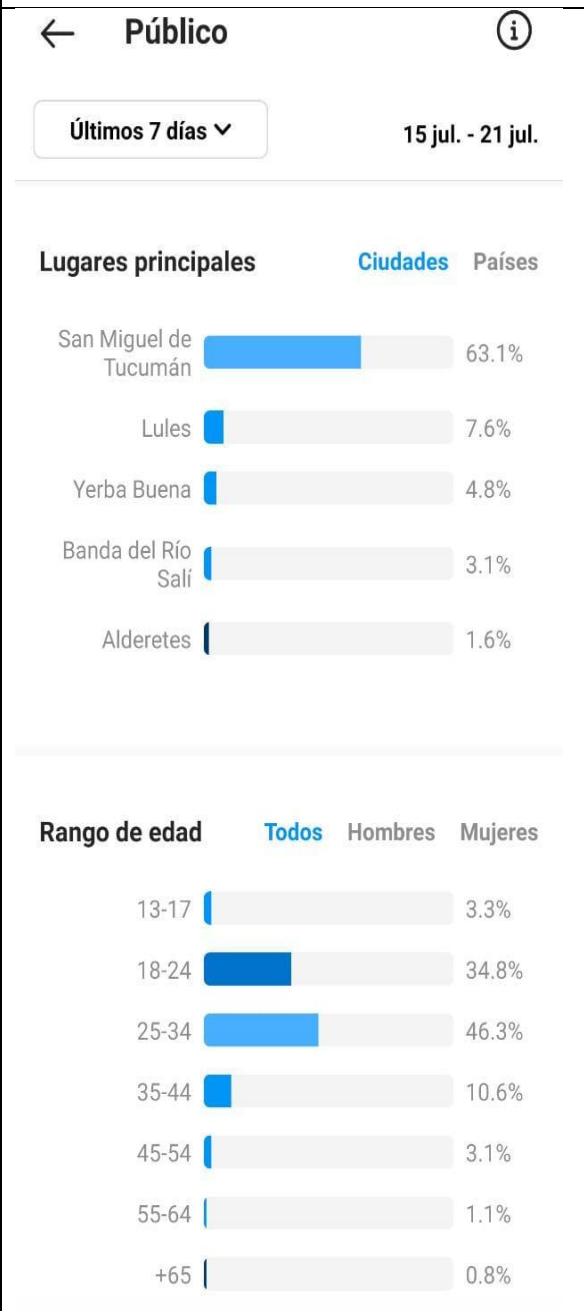 Público
Últimos 7 días
15 jul. - 21 jul.
Lugares principales
Ciudades
Países
San Miguel de
Tucumán
63.1%
Lules
7.6%
Yerba Buena
4.8%
Banda del Río
Salí
3.1%
Alderetes
1.6%
Rango de edad
Todos
Hombres
Mujeres
13-17
3.3%
18-24
34.8%
25-34
46.3%
35-44
10.6%
45-54
3.1%
55-64
1.1%
+65
0.8%